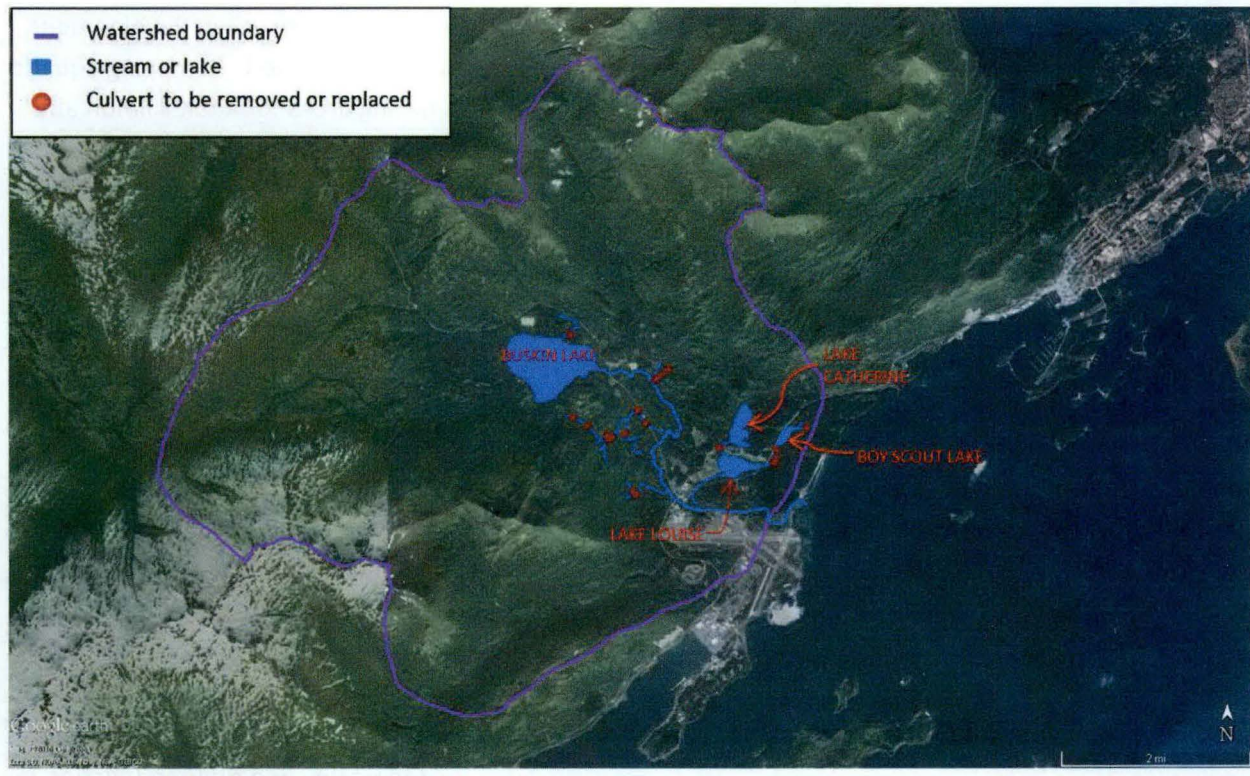 Watershed boundary
Stream or lake
Culvert to be removed or replaced
BUSKIN LAKE
LAKE
CATHERINE
BOY SCOUT LAKE
LAKE LOUISE
Google earth
N
2 mi